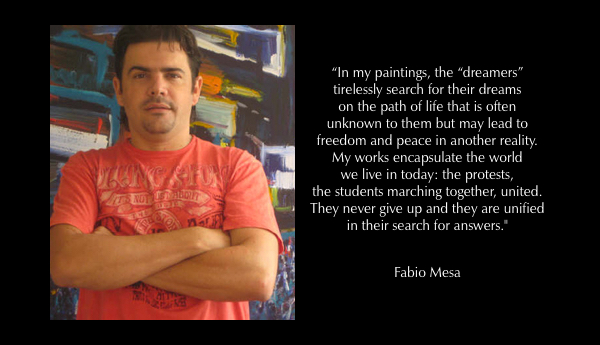 “In my paintings, the “dreamers”
tirelessly search for their dreams
on the path of life that is often
unknown to them but may lead to
freedom and peace in another reality.
My works encapsulate the world
we live in today: the protests,
the students marching together, united.
They never give up and they are unified
in their search for answers."
Fabio Mesa